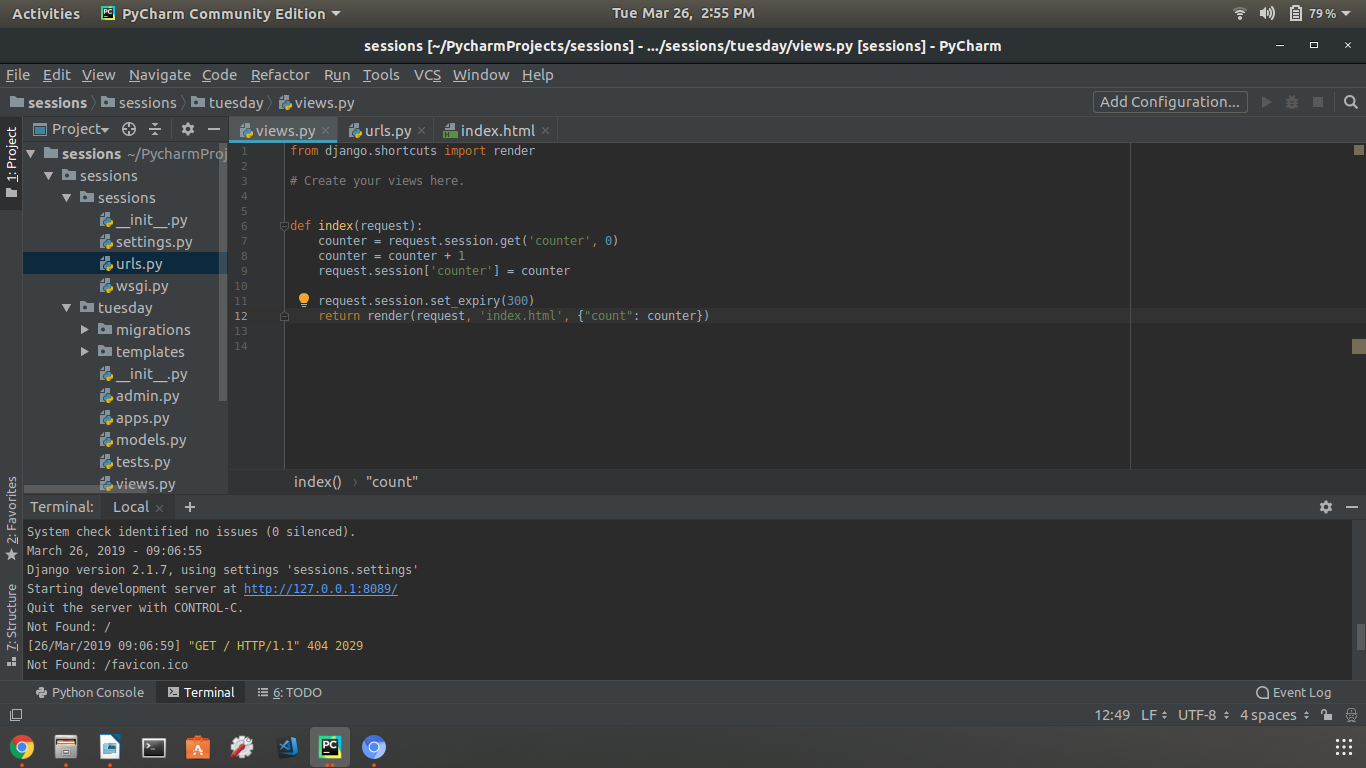 Activities PyCharm Community Edition Tue Mar 26, 2:55 PM 79 %
sessions [~/PycharmProjects/sessions] - .../sessions/tuesday/views.py [sessions] - PyCharm
File Edit View Navigate Code Refactor Run Tools VCS Window Help
sessions sessions tuesday views.py Add Configuration...
1: Project
Project
views.py urls.py index.html
sessions ~/PycharmProj
sessions
sessions
__init__.py
settings.py
urls.py
wsgi.py
tuesday
migrations
templates
__init__.py
admin.py
apps.py
models.py
tests.py
views.py
1 from django.shortcuts import render
2
3 # Create your views here.
4
5
6 def index(request):
7 counter = request.session.get('counter', 0)
8 counter = counter + 1
9 request.session['counter'] = counter
10
11 request.session.set_expiry(300)
12 return render(request, 'index.html', {"count": counter})
13
14
index() › "count"
2: Favorites
7: Structure
Terminal: Local +
System check identified no issues (0 silenced).
March 26, 2019 - 09:06:55
Django version 2.1.7, using settings 'sessions.settings'
Starting development server at http://127.0.0.1:8089/
Quit the server with CONTROL-C.
Not Found: /
[26/Mar/2019 09:06:59] "GET / HTTP/1.1" 404 2029
Not Found: /favicon.ico
Python Console Terminal 6: TODO Event Log
12:49 LF UTF-8 4 spaces